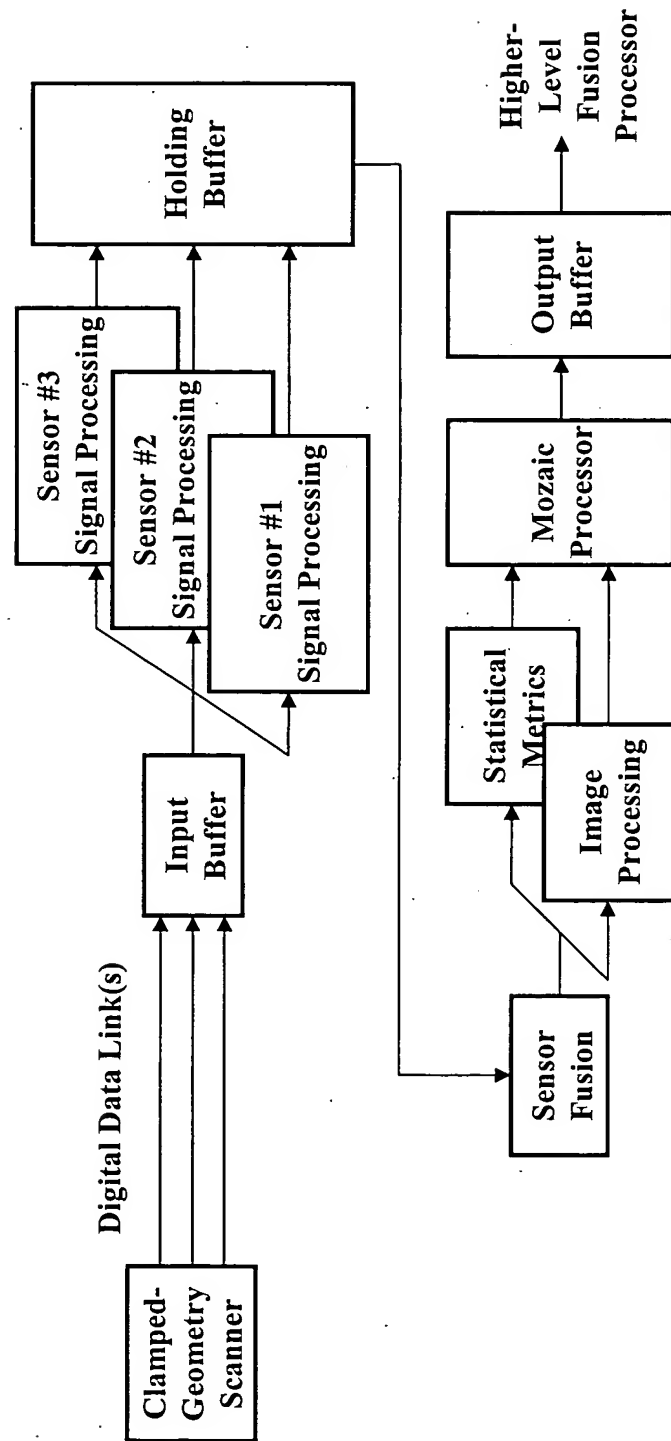 Clamped-
Geometry
Scanner
Digital Data Link(s)
Input
Buffer
Sensor #3
Signal Processing
Sensor #2
Signal Processing
Sensor #1
Signal Processing
Holding
Buffer
Sensor
Fusion
Statistical
Metrics
Image
Processing
Mozaic
Processor
Output
Buffer
Higher-
Level
Fusion
Processor